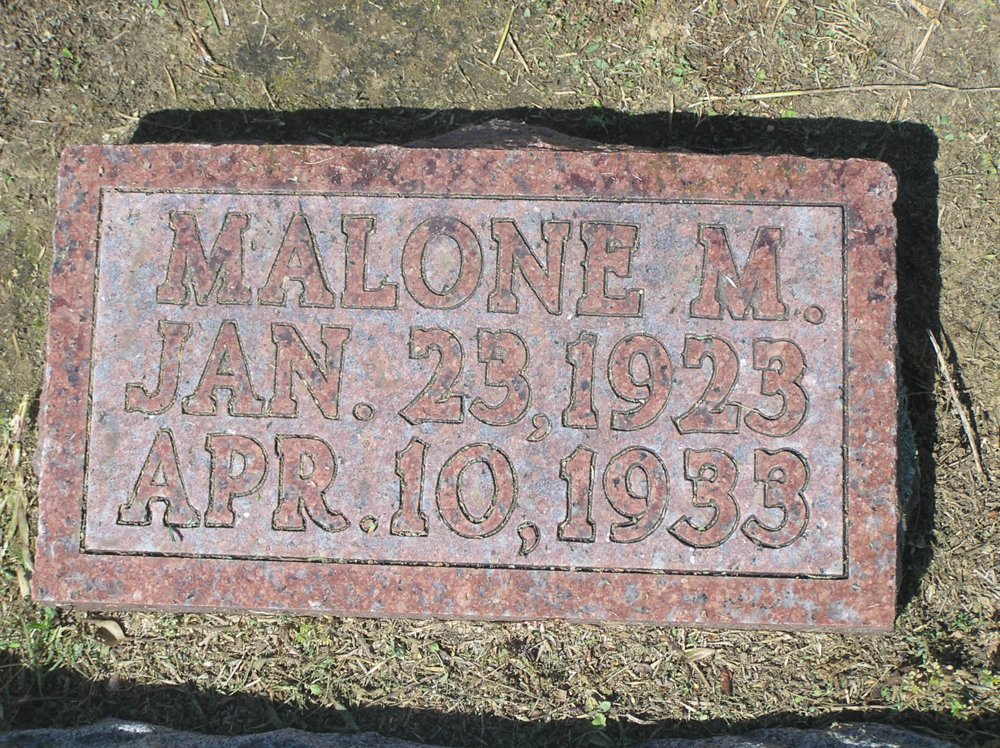 MALONE M.
JAN. 23, 1923
APR. 10, 1933